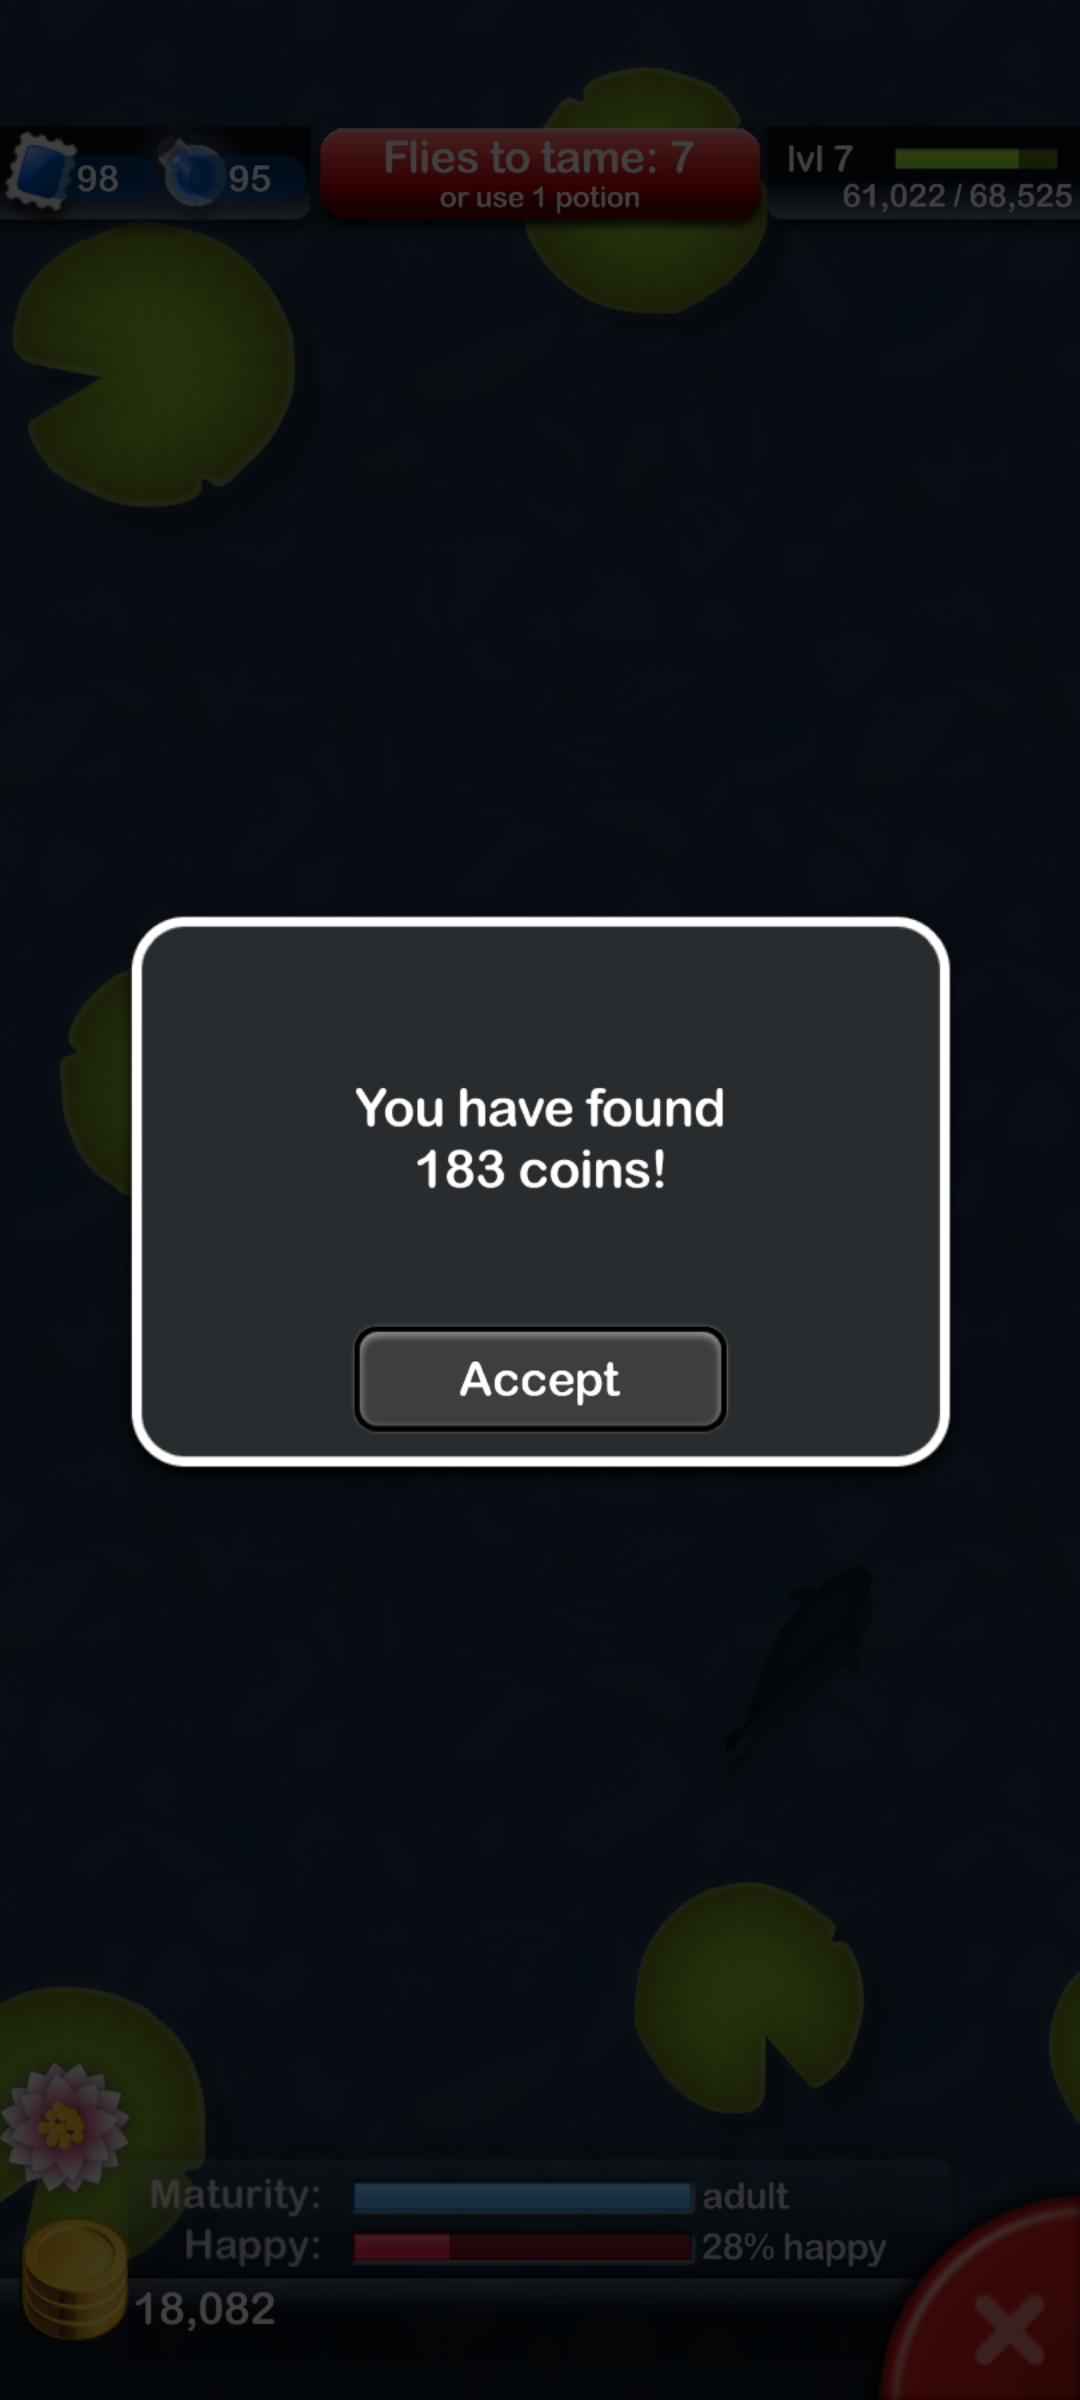 98
95
Flies to tame: 7
or use 1 potion
lvl 7
61,022 / 68,525
You have found
183 coins!
Accept
Maturity: adult
Happy: 28% happy
18,082